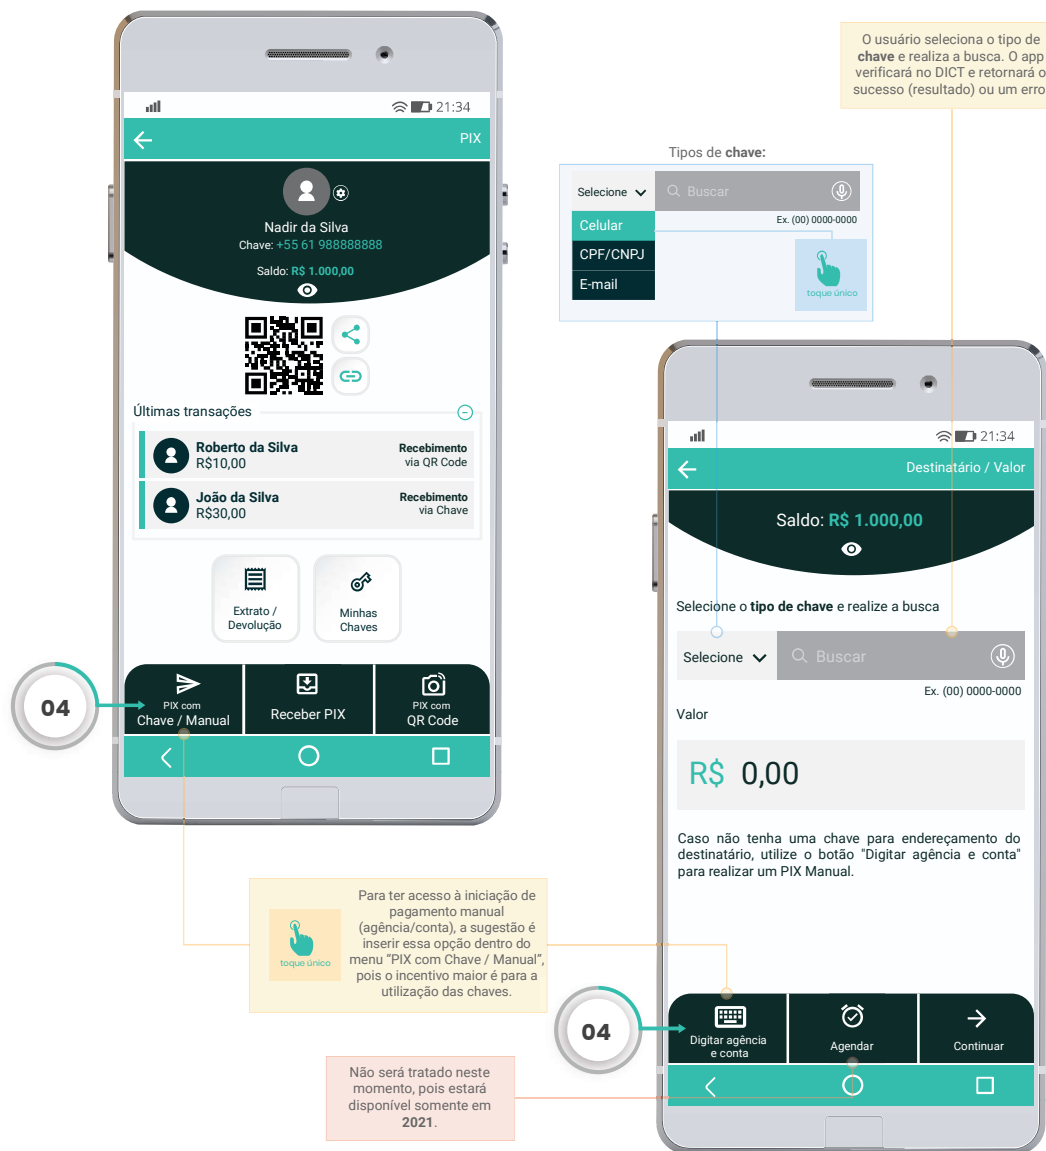 21:34
PIX
Nadir da Silva
Chave: +55 61 988888888
Saldo: R$ 1.000,00
Últimas transações
Roberto da Silva
R$10,00
Recebimento
via QR Code
João da Silva
R$30,00
Recebimento
via Chave
Extrato /
Devolução
Minhas
Chaves
04
PIX com
Chave / Manual
Receber PIX
PIX com
QR Code
O usuário seleciona o tipo de
chave e realiza a busca. O app
verificará no DICT e retornará o
sucesso (resultado) ou um erro
Tipos de chave:
Selecione
Buscar
Ex. (00) 0000-0000
Celular
CPF/CNPJ
E-mail
toque único
21:34
Destinatário / Valor
Saldo: R$ 1.000,00
Selecione o tipo de chave e realize a busca
Selecione
Buscar
Ex. (00) 0000-0000
Valor
R$ 0,00
Caso não tenha uma chave para endereçamento do
destinatário, utilize o botão "Digitar agência e conta"
para realizar um PIX Manual.
toque único
Para ter acesso à iniciação de
pagamento manual
(agência/conta), a sugestão é
inserir essa opção dentro do
menu “PIX com Chave / Manual”,
pois o incentivo maior é para a
utilização das chaves.
04
Digitar agência
e conta
Agendar
Continuar
Não será tratado neste
momento, pois estará
disponível somente em
2021.